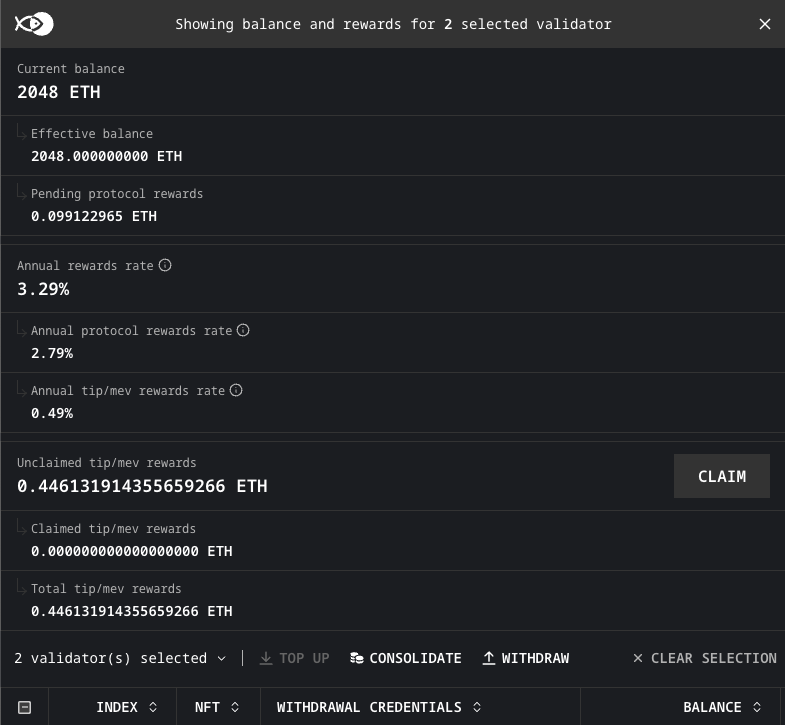 Showing balance and rewards for 2 selected validator
Current balance
2048 ETH
Effective balance
2048.000000000 ETH
Pending protocol rewards
0.099122965 ETH
Annual rewards rate
3.29%
Annual protocol rewards rate
2.79%
Annual tip/mev rewards rate
0.49%
Unclaimed tip/mev rewards
0.446131914355659266 ETH
CLAIM
Claimed tip/mev rewards
0.000000000000000000 ETH
Total tip/mev rewards
0.446131914355659266 ETH
2 validator(s) selected TOP UP CONSOLIDATE WITHDRAW CLEAR SELECTION
INDEX NFT WITHDRAWAL CREDENTIALS BALANCE